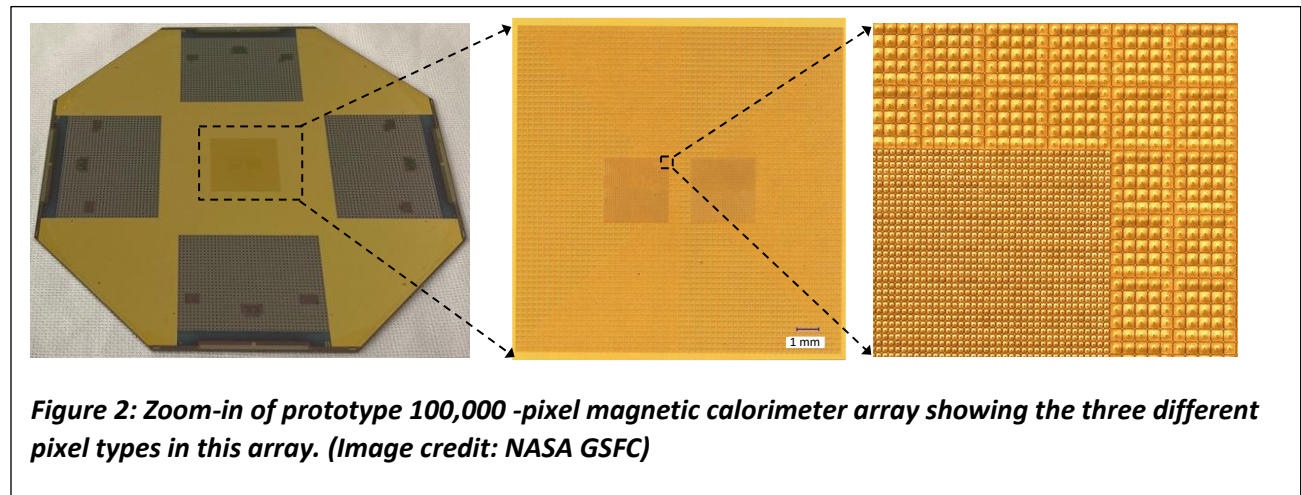 1 mm
Figure 2: Zoom-in of prototype 100,000 -pixel magnetic calorimeter array showing the three different
pixel types in this array. (Image credit: NASA GSFC)